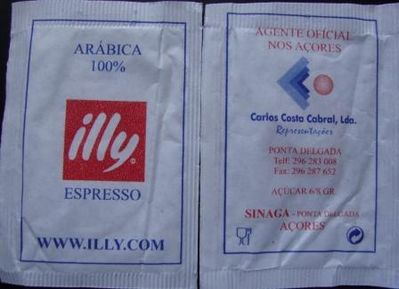 ARÁBICA
100%
illy
ESPRESSO
WWW.ILLY.COM
AGENTE OFICIAL
NOS AÇORES
Carlos Costa Cabral, Lda.
Representações
PONTA DELGADA
Telf: 296 283 008
Fax: 296 287 652
AÇUCAR 6/8 GR
SINAGA - PONTA DELGADA
AÇORES